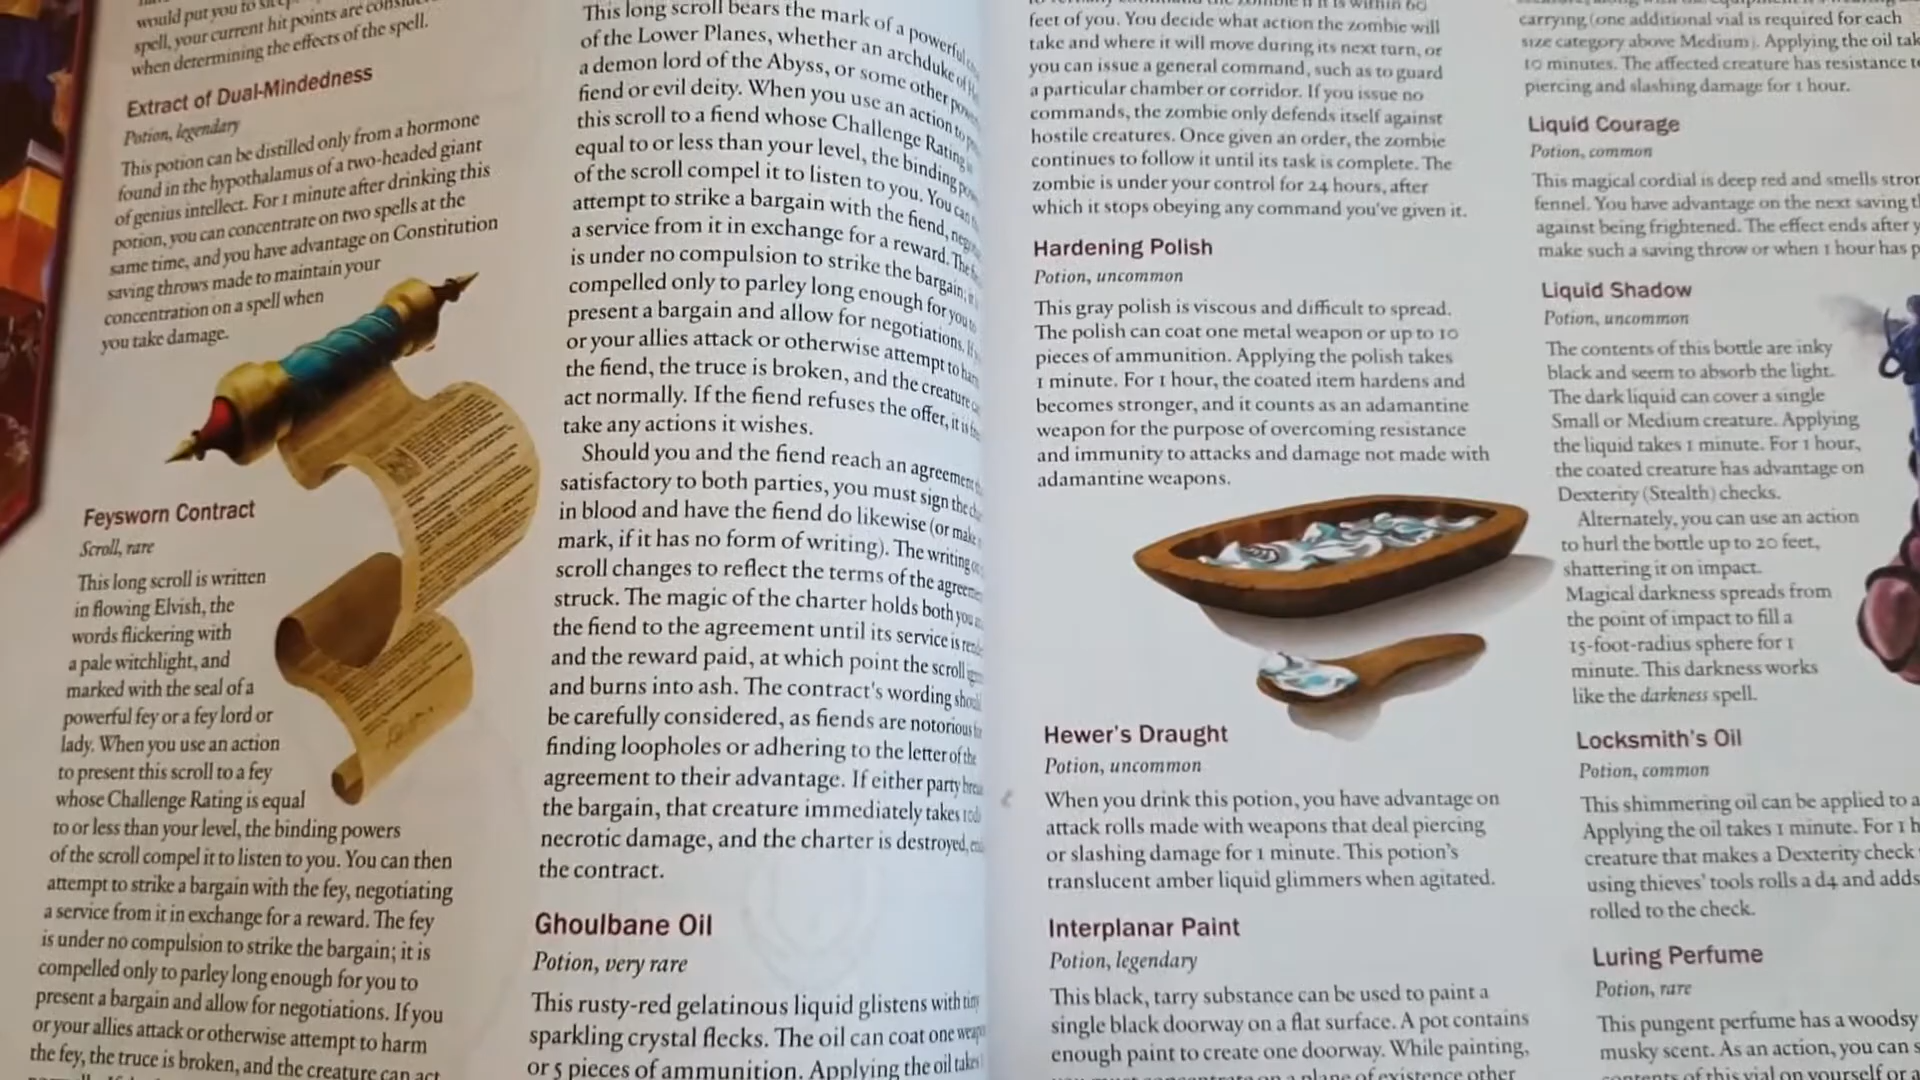 would put you to
spell, your current hit points are
when determining the effects of the spell.
Extract of Dual-Mindedness
Potion, legendary
This potion can be distilled only from a hormone
found in the hypothalamus of a two-headed giant
of genius intellect. For 1 minute after drinking this
potion, you can concentrate on two spells at the
same time, and you have advantage on Constitution
saving throws made to maintain your
concentration on a spell when
you take damage.
Feysworn Contract
Scroll, rare
This long scroll is written
in flowing Elvish, the
words flickering with
a pale witchlight, and
marked with the seal of a
powerful fey or a fey lord or
lady. When you use an action
to present this scroll to a fey
whose Challenge Rating is equal
to or less than your level, the binding powers
of the scroll compel it to listen to you. You can then
attempt to strike a bargain with the fey, negotiating
a service from it in exchange for a reward. The fey
is under no compulsion to strike the bargain; it is
compelled only to parley long enough for you to
present a bargain and allow for negotiations. If you
or your allies attack or otherwise attempt to harm
the fey, the truce is broken, and the creature can act
This long scroll bears the mark of a powerful
of the Lower Planes, whether an archduke of
a demon lord of the Abyss, or some other
fiend or evil deity. When you use an action to
this scroll to a fiend whose Challenge Rating is
equal to or less than your level, the binding
of the scroll compel it to listen to you. You can
attempt to strike a bargain with the fiend,
a service from it in exchange for a reward. The
is under no compulsion to strike the bargain;
compelled only to parley long enough for you to
present a bargain and allow for negotiations.
or your allies attack or otherwise attempt to
the fiend, the truce is broken, and the creature
act normally. If the fiend refuses the offer, it is
take any actions it wishes.
Should you and the fiend reach an agreement
satisfactory to both parties, you must sign the
in blood and have the fiend do likewise (or make
mark, if it has no form of writing). The writing
scroll changes to reflect the terms of the
struck. The magic of the charter holds both you
the fiend to the agreement until its service is
and the reward paid, at which point the scroll
and burns into ash. The contract's wording
be carefully considered, as fiends are notorious
finding loopholes or adhering to the letter of the
agreement to their advantage. If either party
the bargain, that creature immediately takes
necrotic damage, and the charter is destroyed,
the contract.
Ghoulbane Oil
Potion, very rare
This rusty-red gelatinous liquid glistens with tiny
sparkling crystal flecks. The oil can coat one
or 5 pieces of ammunition. Applying the oil takes
feet of you. You decide what action the zombie will
take and where it will move during its next turn, or
you can issue a general command, such as to guard
a particular chamber or corridor. If you issue no
commands, the zombie only defends itself against
hostile creatures. Once given an order, the zombie
continues to follow it until its task is complete. The
zombie is under your control for 24 hours, after
which it stops obeying any command you've given it.
Hardening Polish
Potion, uncommon
This gray polish is viscous and difficult to spread.
The polish can coat one metal weapon or up to 10
pieces of ammunition. Applying the polish takes
1 minute. For 1 hour, the coated item hardens and
becomes stronger, and it counts as an adamantine
weapon for the purpose of overcoming resistance
and immunity to attacks and damage not made with
adamantine weapons.
Hewer's Draught
Potion, uncommon
When you drink this potion, you have advantage on
attack rolls made with weapons that deal piercing
or slashing damage for 1 minute. This potion's
translucent amber liquid glimmers when agitated.
Interplanar Paint
Potion, legendary
This black, tarry substance can be used to paint a
single black doorway on a flat surface. A pot contains
enough paint to create one doorway. While painting,
carrying (one additional vial is required for each
size category above Medium). Applying the oil
10 minutes. The affected creature has resistance
piercing and slashing damage for 1 hour.
Liquid Courage
Potion, common
This magical cordial is deep red and smells
fennel. You have advantage on the next saving
against being frightened. The effect ends after
make such a saving throw or when 1 hour has
Liquid Shadow
Potion, uncommon
The contents of this bottle are inky
black and seem to absorb the light.
The dark liquid can cover a single
Small or Medium creature. Applying
the liquid takes 1 minute. For 1 hour,
the coated creature has advantage on
Dexterity (Stealth) checks.
Alternately, you can use an action
to hurl the bottle up to 20 feet,
shattering it on impact.
Magical darkness spreads from
the point of impact to fill a
15-foot-radius sphere for 1
minute. This darkness works
like the darkness spell.
Locksmith's Oil
Potion, common
This shimmering oil can be applied to a
Applying the oil takes 1 minute. For 1
creature that makes a Dexterity check
using thieves' tools rolls a d4 and adds
rolled to the check.
Luring Perfume
Potion, rare
This pungent perfume has a woodsy
musky scent. As an action, you can
contents of this vial on yourself or a